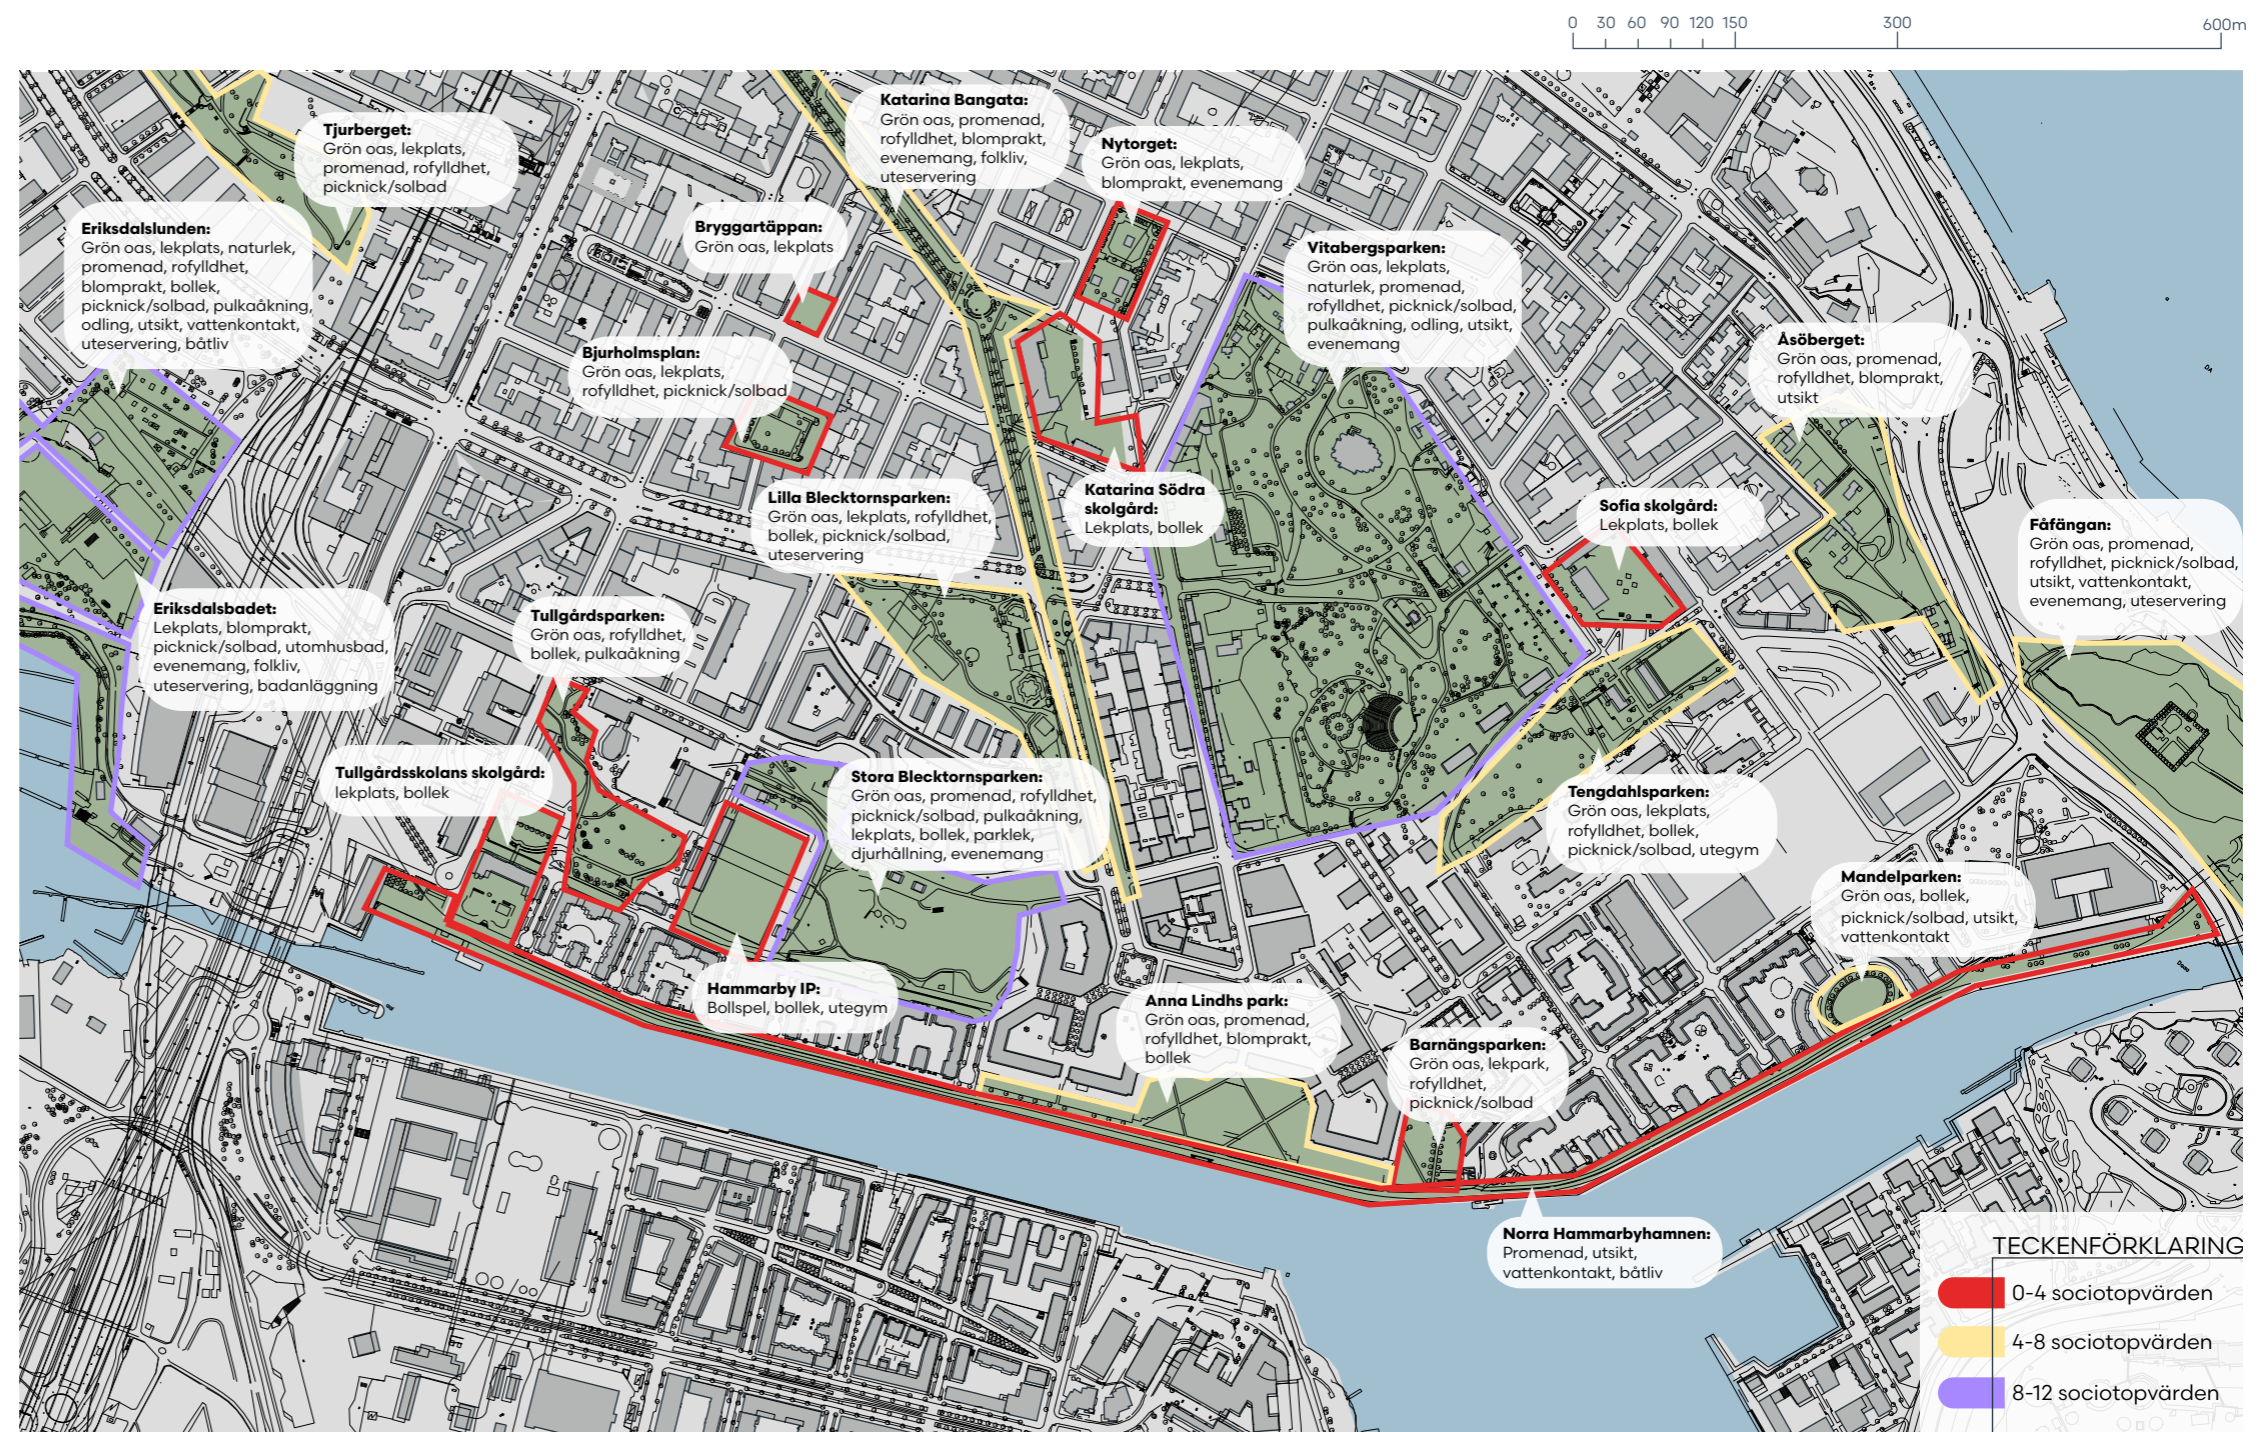 0 30 60 90 120 150 300 600m
Tjurberget:
Grön oas, lekplats,
promenad, rofylldhet,
picknick/solbad
Katarina Bangata:
Grön oas, promenad,
rofylldhet, blomprakt,
evenemang, folkliv,
uteservering
Nytorget:
Grön oas, lekplats,
blomprakt, evenemang
Eriksdalslunden:
Grön oas, lekplats, naturlek,
promenad, rofylldhet,
blomprakt, bollek,
picknick/solbad, pulkaåkning,
odling, utsikt, vattenkontakt,
uteservering, båtliv
Bryggartäppan:
Grön oas, lekplats
Vitabergsparken:
Grön oas, lekplats,
naturlek, promenad,
rofylldhet, picknick/solbad,
pulkaåkning, odling, utsikt,
evenemang
Bjurholmsplan:
Grön oas, lekplats,
rofylldhet, picknick/solbad
Åsöberget:
Grön oas, promenad,
rofylldhet, blomprakt,
utsikt
Lilla Blecktornsparken:
Grön oas, lekplats, rofylldhet,
bollek, picknick/solbad,
uteservering
Katarina Södra
skolgård:
Lekplats, bollek
Sofia skolgård:
Lekplats, bollek
Fåfängan:
Grön oas, promenad,
rofylldhet, picknick/solbad,
utsikt, vattenkontakt,
evenemang, uteservering
Eriksdalsbadet:
Lekplats, blomprakt,
picknick/solbad, utomhusbad,
evenemang, folkliv,
uteservering, badanläggning
Tullgårdsparken:
Grön oas, rofylldhet,
bollek, pulkaåkning
Tullgårdsskolans skolgård:
lekplats, bollek
Stora Blecktornsparken:
Grön oas, promenad, rofylldhet,
picknick/solbad, pulkaåkning,
lekplats, bollek, parklek,
djurhållning, evenemang
Tengdahlsparken:
Grön oas, lekplats,
rofylldhet, bollek,
picknick/solbad, utegym
Mandelparken:
Grön oas, bollek,
picknick/solbad, utsikt,
vattenkontakt
Hammarby IP:
Bollspel, bollek, utegym
Anna Lindhs park:
Grön oas, promenad,
rofylldhet, blomprakt,
bollek
Barnängsparken:
Grön oas, lekpark,
rofylldhet,
picknick/solbad
Norra Hammarbyhamnen:
Promenad, utsikt,
vattenkontakt, båtliv
TECKENFÖRKLARING
0-4 sociotopvärden
4-8 sociotopvärden
8-12 sociotopvärden